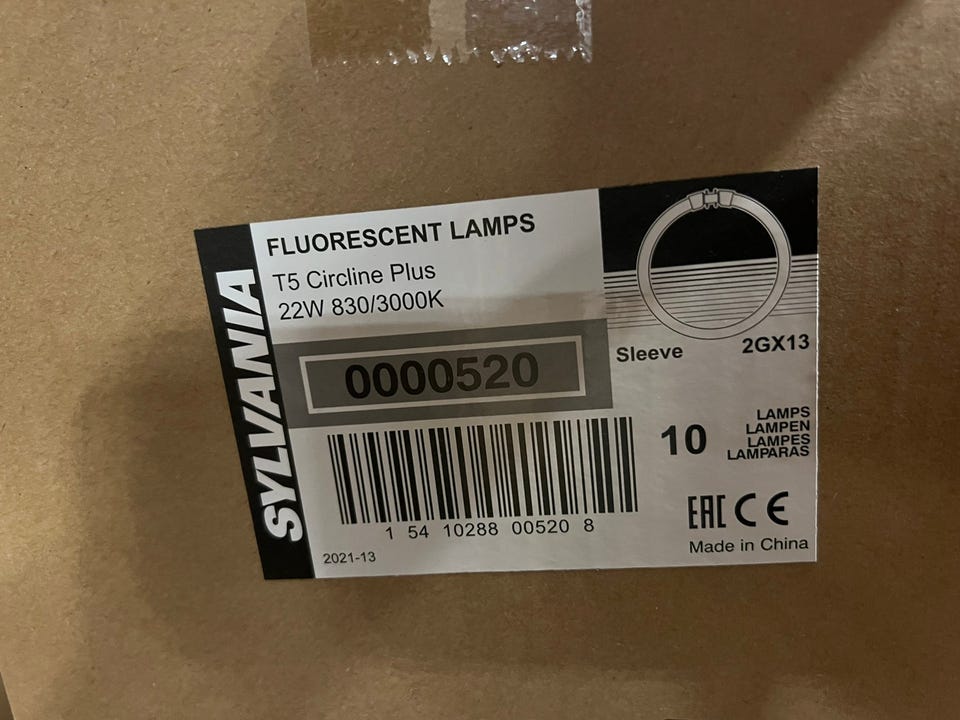 SYLVANIA
FLUORESCENT LAMPS
T5 Circline Plus
22W 830/3000K
0000520
Sleeve 2GX13
10
LAMPS
LAMPEN
LAMPES
LAMPARAS
1 54 10288 00520 8
EAC CE
2021-13
Made in China